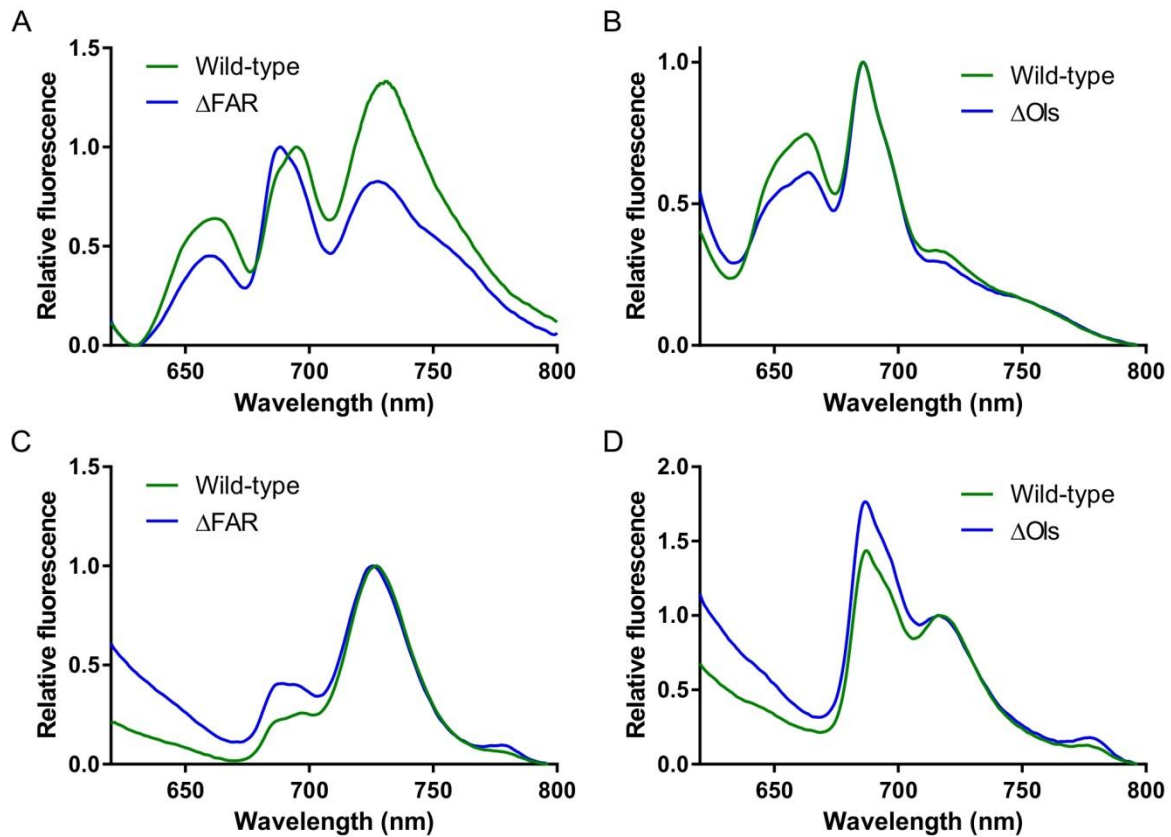 A
Wild-type
ΔFAR
Relative fluorescence
1.5
1.0
0.5
0.0
650 700 750 800
Wavelength (nm)
B
Wild-type
ΔOls
Relative fluorescence
1.0
0.5
0.0
650 700 750 800
Wavelength (nm)
C
Wild-type
ΔFAR
Relative fluorescence
1.5
1.0
0.5
0.0
650 700 750 800
Wavelength (nm)
D
Wild-type
ΔOls
Relative fluorescence
2.0
1.5
1.0
0.5
0.0
650 700 750 800
Wavelength (nm)